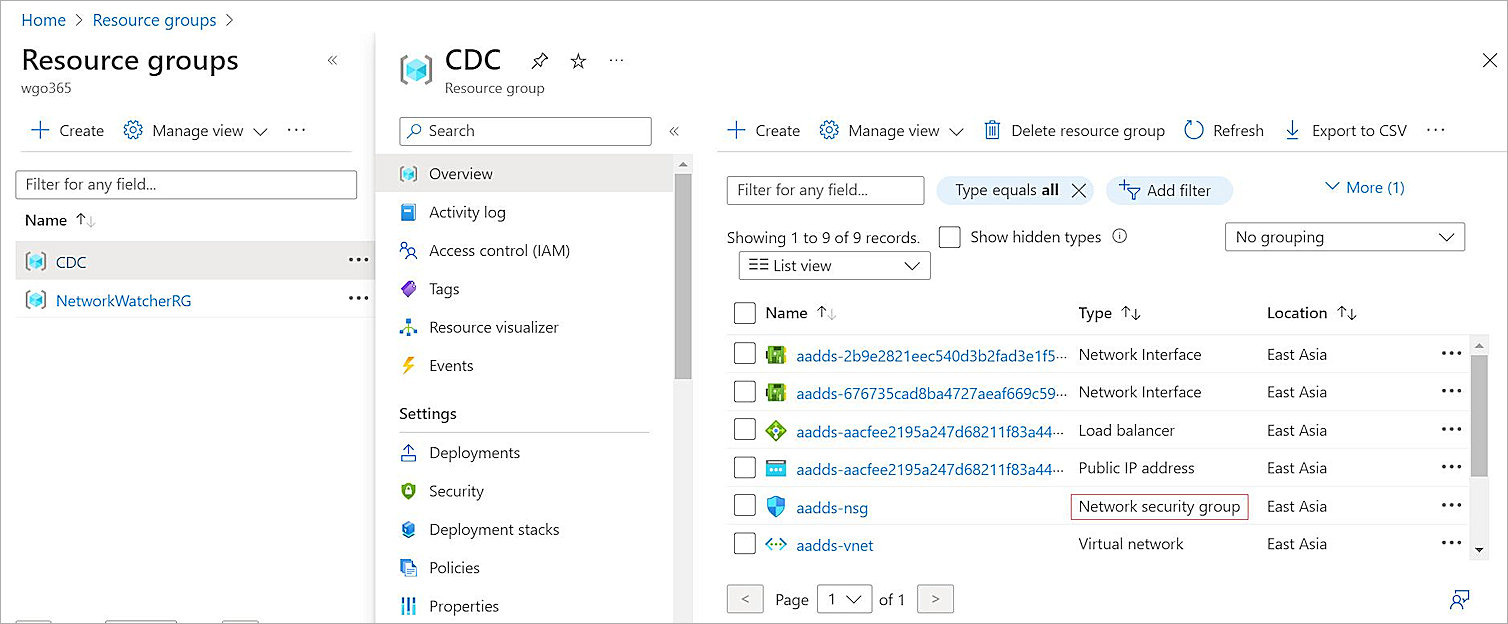 Home > Resource groups >
Resource groups «
wgo365
+ Create Manage view ···
Filter for any field...
Name ↑↓
CDC ···
NetworkWatcherRG ···
CDC ···
Resource group
Search «
Overview
Activity log
Access control (IAM)
Tags
Resource visualizer
Events
Settings
Deployments
Security
Deployment stacks
Policies
Properties
+ Create Manage view Delete resource group Refresh Export to CSV ···
Filter for any field... Type equals all × Add filter More (1)
Showing 1 to 9 of 9 records. Show hidden types No grouping
List view
Name ↑↓ Type ↑↓ Location ↑↓
aadds-2b9e2821eec540d3b2fad3e1f5··· Network Interface East Asia ···
aadds-676735cad8ba4727aeaf669c59··· Network Interface East Asia ···
aadds-aacfee2195a247d68211f83a44··· Load balancer East Asia ···
aadds-aacfee2195a247d68211f83a44··· Public IP address East Asia ···
aadds-nsg Network security group East Asia ···
aadds-vnet Virtual network East Asia ···
< Page 1 of 1 >